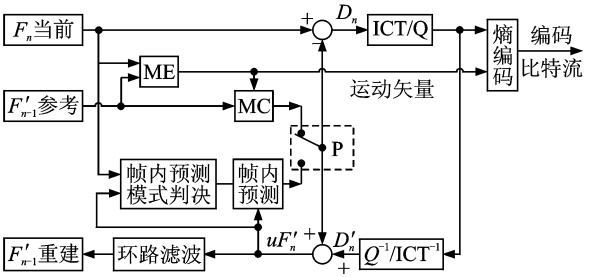 Fn当前
+
−
Dn
ICT/Q
熵编码
编码
比特流
ME
运动矢量
F′n-1参考
MC
P
帧内预测
模式判决
帧内
预测
F′n-1重建
环路滤波
uF′n
+
+
D′n
Q-1/ICT-1